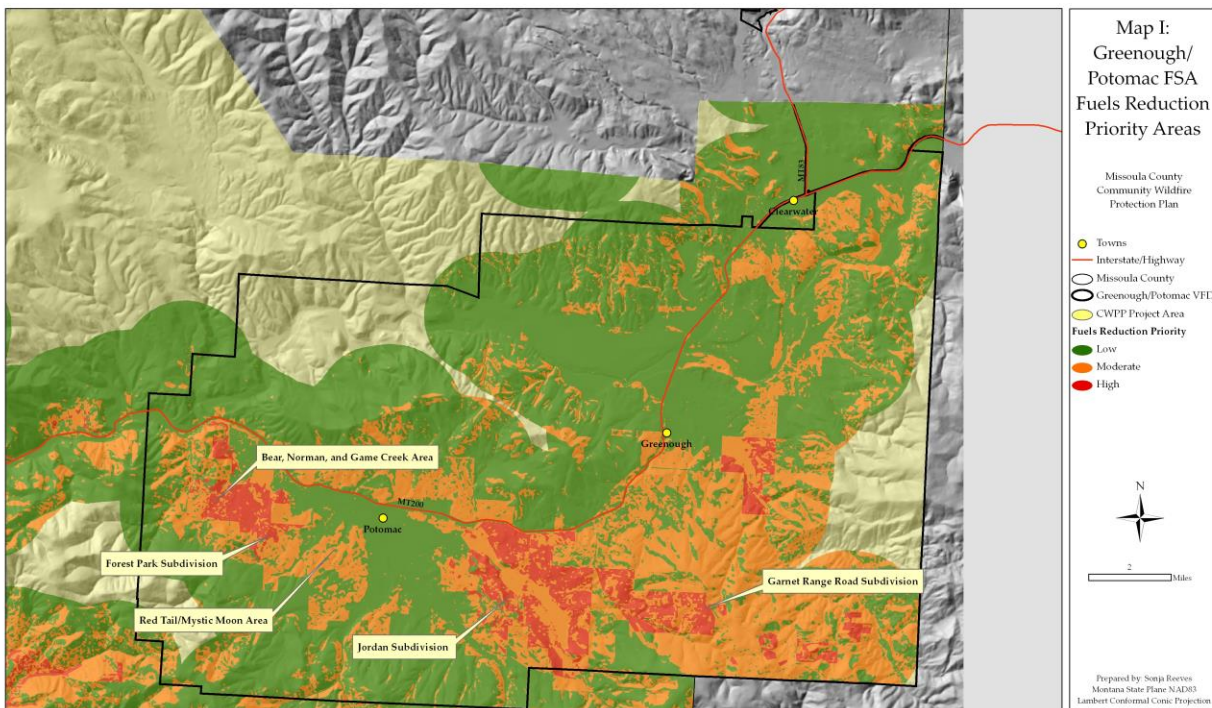 Map I:
Greenough/
Potomac FSA
Fuels Reduction
Priority Areas
Missoula County
Community Wildfire
Protection Plan
Towns
Interstate/Highway
Missoula County
Greenough/Potomac VFD
CWPP Project Area
Fuels Reduction Priority
Low
Moderate
High
N
2
Miles
Prepared by: Sonja Reeves
Montana State Plane NAD83
Lambert Conformal Conic Projection
MT83
Clearwater
Greenough
Bear, Norman, and Game Creek Area
MT200
Potomac
Forest Park Subdivision
Garnet Range Road Subdivision
Red Tail/Mystic Moon Area
Jordan Subdivision